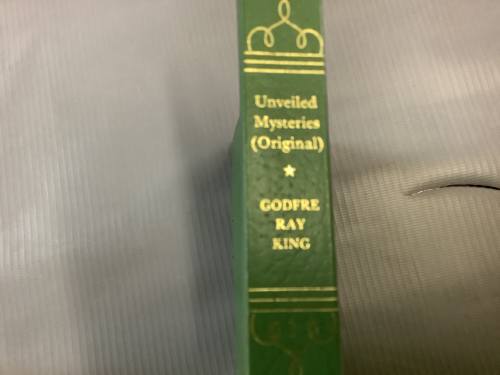 Unveiled
Mysteries
(Original)
GODFRE
RAY
KING